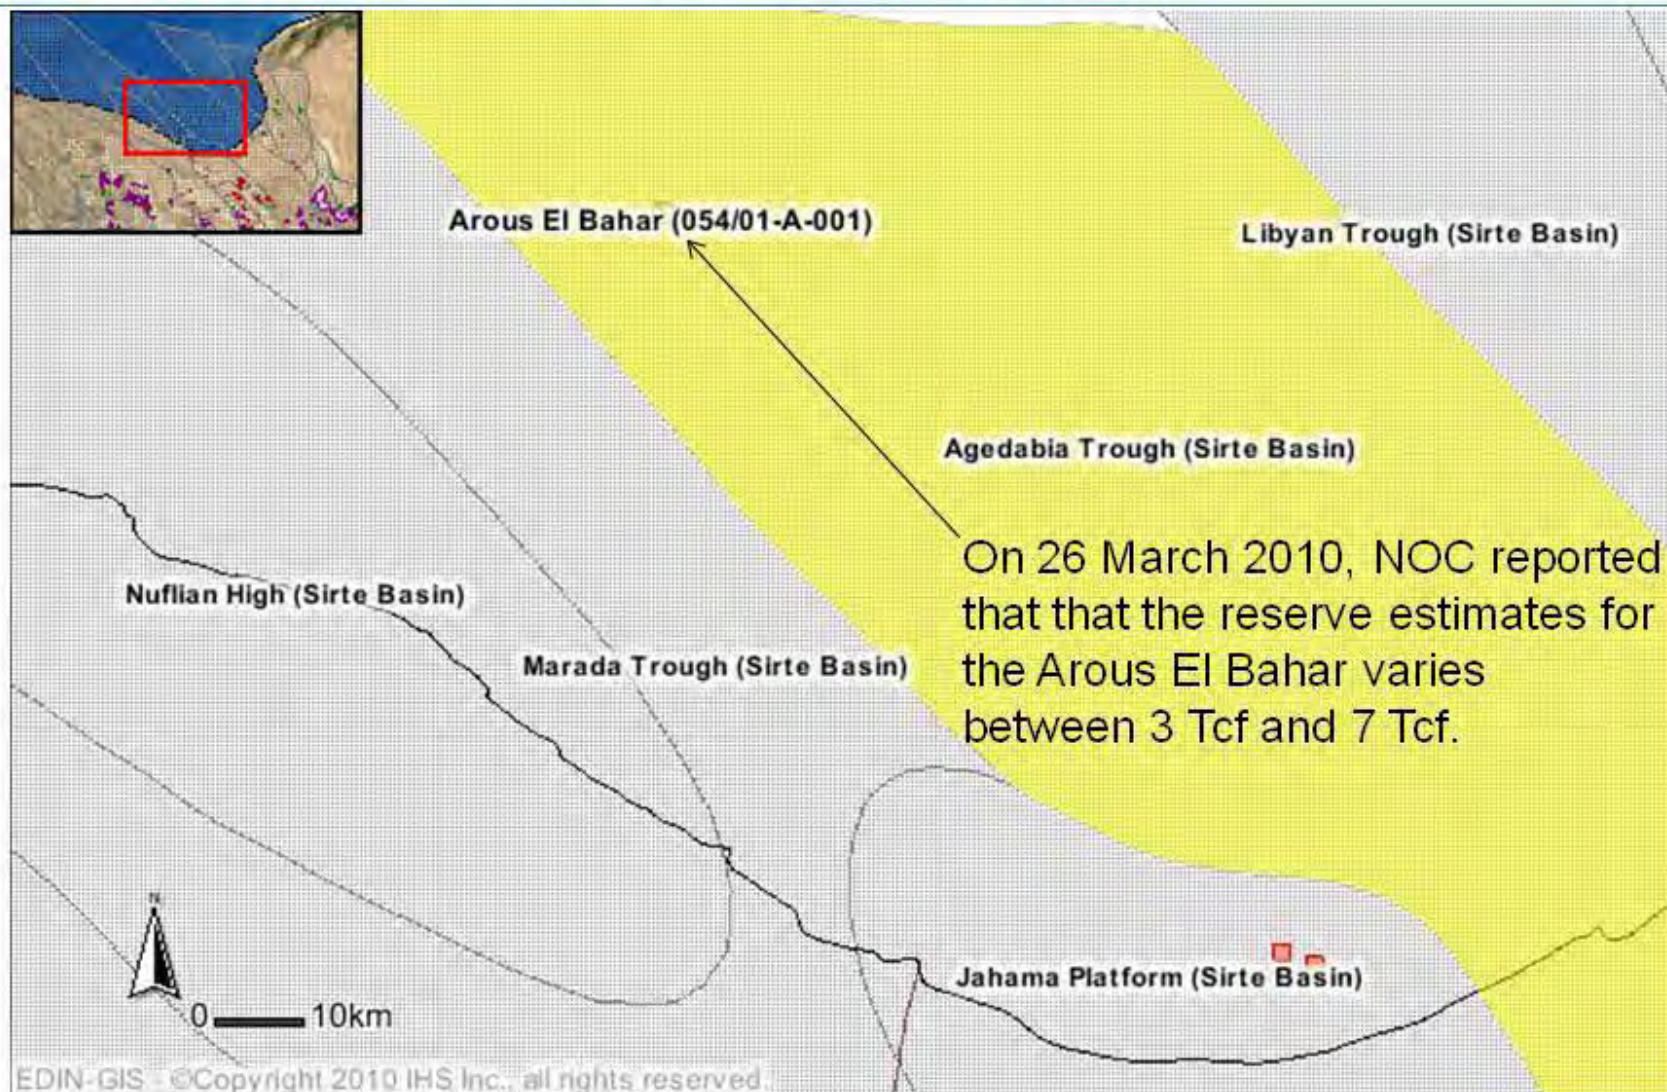 Arous El Bahar (054/01-A-001)
Libyan Trough (Sirte Basin)
Agedabia Trough (Sirte Basin)
On 26 March 2010, NOC reported
that that the reserve estimates for
the Arous El Bahar varies
between 3 Tcf and 7 Tcf.
Nuflian High (Sirte Basin)
Marada Trough (Sirte Basin)
Jahama Platform (Sirte Basin)
N
0 10km
EDIN-GIS - ©Copyright 2010 IHS Inc., all rights reserved.